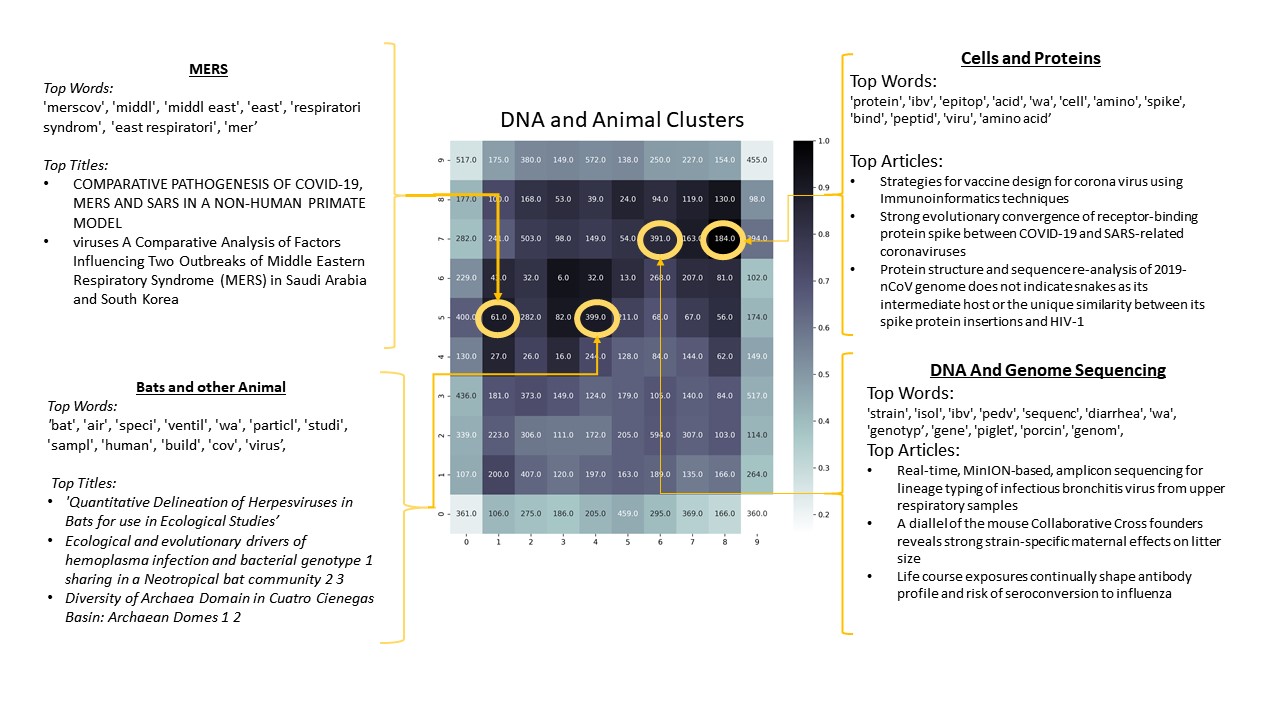 MERS
Top Words:
'merscov', 'middl', 'middl east', 'east', 'respiratori
syndrom', 'east respiratori', 'mer’
Top Titles:
• COMPARATIVE PATHOGENESIS OF COVID-19,
MERS AND SARS IN A NON-HUMAN PRIMATE
MODEL
• viruses A Comparative Analysis of Factors
Influencing Two Outbreaks of Middle Eastern
Respiratory Syndrome (MERS) in Saudi Arabia
and South Korea
Bats and other Animal
Top Words:
'bat', 'air', 'speci', 'ventil', 'wa', 'particl', 'studi',
'sampl', 'human', 'build', 'cov', 'virus’,
Top Titles:
• 'Quantitative Delineation of Herpesviruses in
Bats for use in Ecological Studies’
• Ecological and evolutionary drivers of
hemoplasma infection and bacterial genotype 1
sharing in a Neotropical bat community 2 3
• Diversity of Archaea Domain in Cuatro Cienegas
Basin: Archaean Domes 1 2
DNA and Animal Clusters
9 517.0 175.0 380.0 149.0 572.0 138.0 250.0 227.0 154.0 455.0
8 177.0 168.0 53.0 39.0 24.0 94.0 119.0 130.0 98.0
7 282.0 503.0 98.0 149.0 54.0 391.0 163.0 184.0
6 229.0 32.0 6.0 32.0 13.0 207.0 81.0 102.0
5 400.0 61.0 282.0 82.0 399.0 67.0 56.0 174.0
4 130.0 27.0 26.0 16.0 128.0 144.0 62.0 149.0
3 436.0 181.0 373.0 149.0 124.0 179.0 140.0 84.0 517.0
2 339.0 223.0 306.0 111.0 172.0 205.0 594.0 307.0 103.0 114.0
1 107.0 200.0 407.0 120.0 197.0 163.0 189.0 135.0 166.0 264.0
0 361.0 106.0 275.0 186.0 205.0 459.0 295.0 369.0 166.0 360.0
0 1 2 3 4 5 6 7 8 9
1.0
0.9
0.8
0.7
0.6
0.5
0.4
0.3
0.2
Cells and Proteins
Top Words:
'protein', 'ibv', 'epitop', 'acid', 'wa', 'cell', 'amino', 'spike',
'bind', 'peptid', 'viru', 'amino acid’
Top Articles:
• Strategies for vaccine design for corona virus using
Immunoinformatics techniques
• Strong evolutionary convergence of receptor-binding
protein spike between COVID-19 and SARS-related
coronaviruses
• Protein structure and sequence re-analysis of 2019-
nCoV genome does not indicate snakes as its
intermediate host or the unique similarity between its
spike protein insertions and HIV-1
DNA And Genome Sequencing
Top Words:
'strain', 'isol', 'ibv', 'pedv', 'sequenc', 'diarrhea', 'wa',
'genotyp’, 'gene', 'piglet', 'porcin', 'genom',
Top Articles:
• Real-time, MinION-based, amplicon sequencing for
lineage typing of infectious bronchitis virus from upper
respiratory samples
• A diallel of the mouse Collaborative Cross founders
reveals strong strain-specific maternal effects on litter
size
• Life course exposures continually shape antibody
profile and risk of seroconversion to influenza